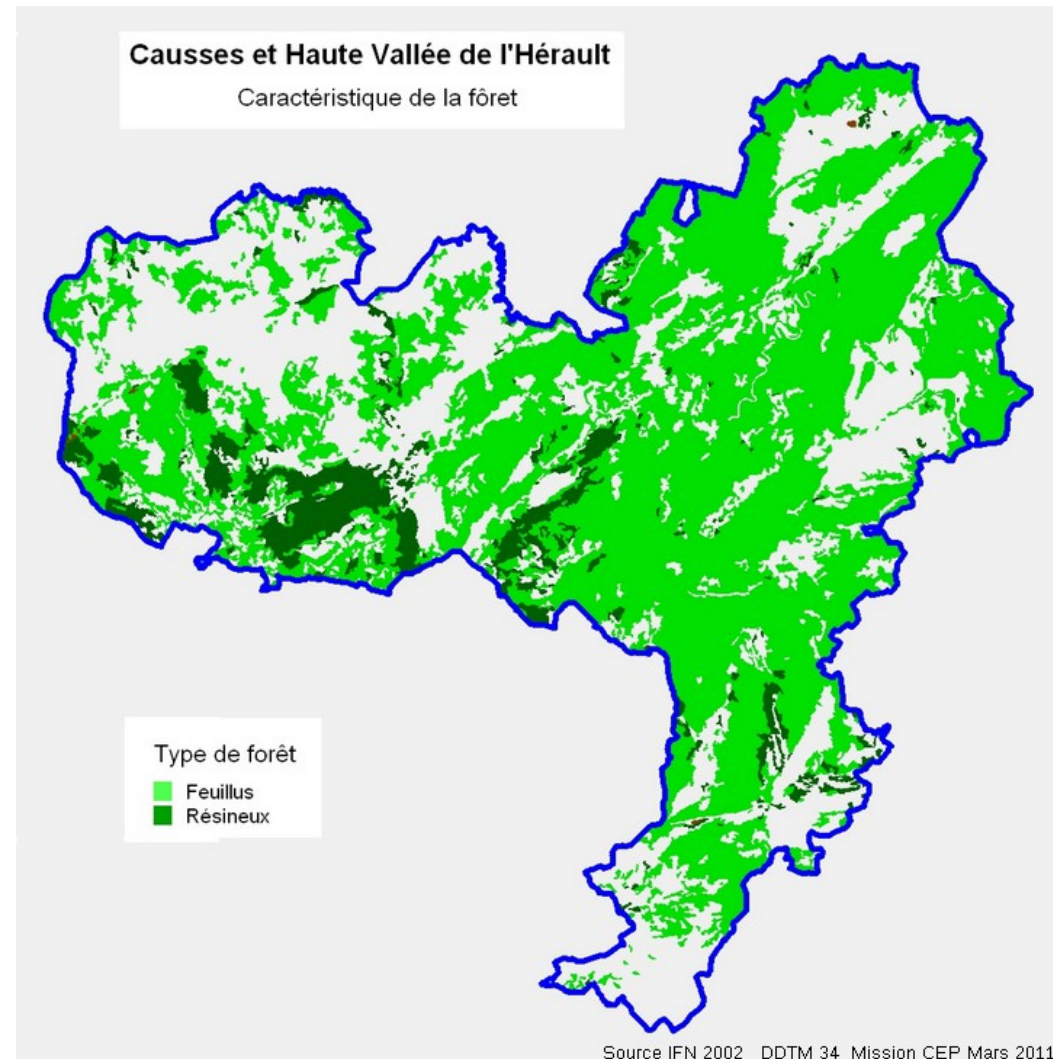 Causses et Haute Vallée de l'Hérault
Caractéristique de la fôret
Type de forêt
Feuillus
Résineux
Source IFN 2002 DDTM 34 Mission CEP Mars 2011